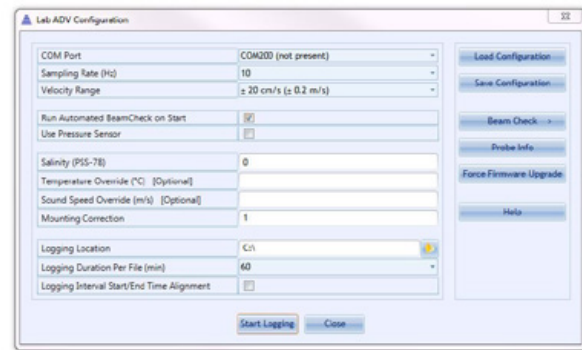 Lab ADV Configuration
COM Port COM200 (not present)
Sampling Rate (Hz) 10
Velocity Range ± 20 cm/s (± 0.2 m/s)
Run Automated BeamCheck on Start
Use Pressure Sensor
Salinity (PSS-78) 0
Temperature Override (°C) [Optional]
Sound Speed Override (m/s) [Optional]
Mounting Correction 1
Logging Location C:\
Logging Duration Per File (min) 60
Logging Interval Start/End Time Alignment
Load Configuration
Save Configuration
Beam Check >
Probe Info
Force Firmware Upgrade
Help
Start Logging Close